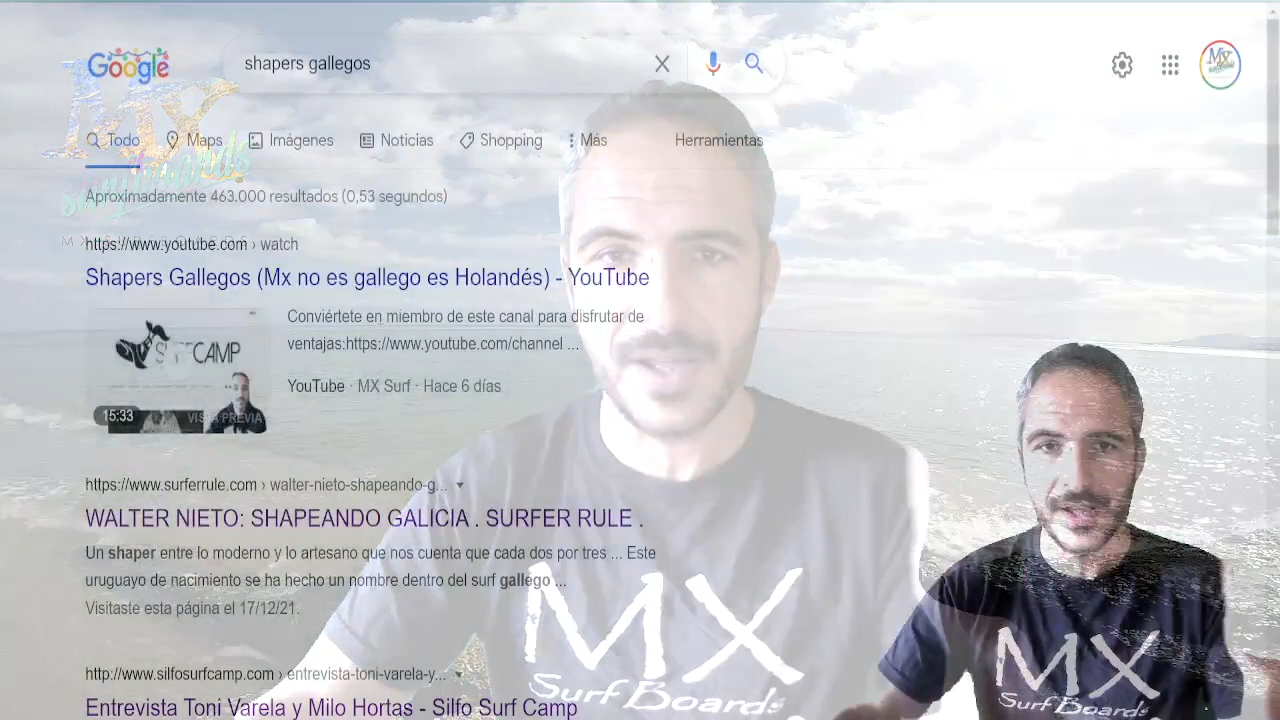 Google
shapers gallegos
Mx
surfboards
Todo
Maps
Imágenes
Noticias
Shopping
Más
Herramientas
Aproximadamente 463.000 resultados (0,53 segundos)
https://www.youtube.com › watch
Shapers Gallegos (Mx no es gallego es Holandés) - YouTube
Conviértete en miembro de este canal para disfrutar de
ventajas:https://www.youtube.com/channel ...
SURFCAMP
YouTube · MX Surf · Hace 6 días
15:33
VISTA PREVIA
https://www.surferrule.com › walter-nieto-shapeando-g...
WALTER NIETO: SHAPEANDO GALICIA . SURFER RULE .
Un shaper entre lo moderno y lo artesano que nos cuenta que cada dos por tres ... Este
uruguayo de nacimiento se ha hecho un nombre dentro del surf gallego ...
Visitaste esta página el 17/12/21.
http://www.silfosurfcamp.com › entrevista-toni-varela-y...
Entrevista Toni Varela y Milo Hortas - Silfo Surf Camp
MX
Surf Boards
MX
Surf Boards